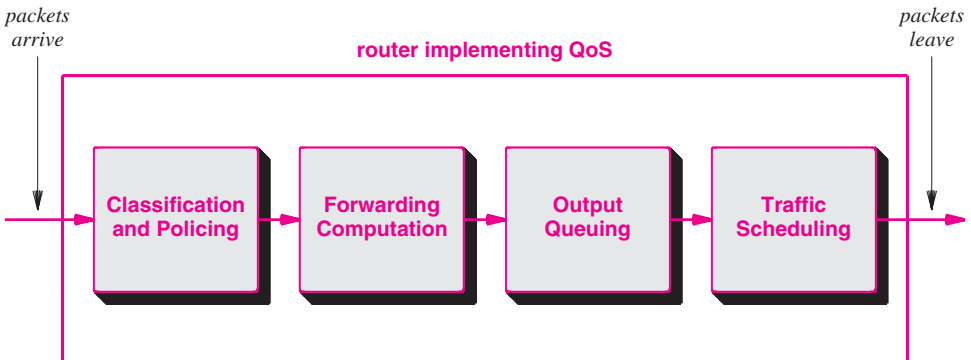 packets
arrive
packets
leave
router implementing QoS
Classification
and Policing
Forwarding
Computation
Output
Queuing
Traffic
Scheduling